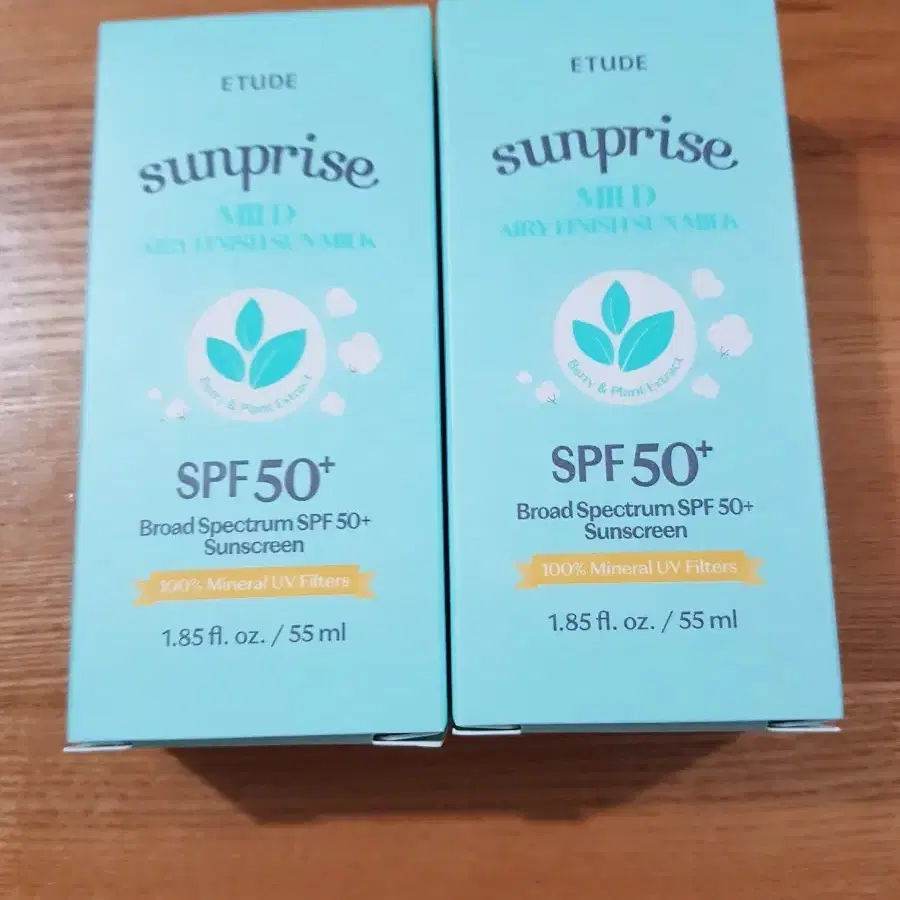 ETUDE
sunprise
MILD
AIRY FINISH SUN MILK
Berry & Plant Extract
SPF 50+
Broad Spectrum SPF 50+
Sunscreen
100% Mineral UV Filters
1.85 fl. oz. / 55 ml
ETUDE
sunprise
MILD
AIRY FINISH SUN MILK
Berry & Plant Extract
SPF 50+
Broad Spectrum SPF 50+
Sunscreen
100% Mineral UV Filters
1.85 fl. oz. / 55 ml